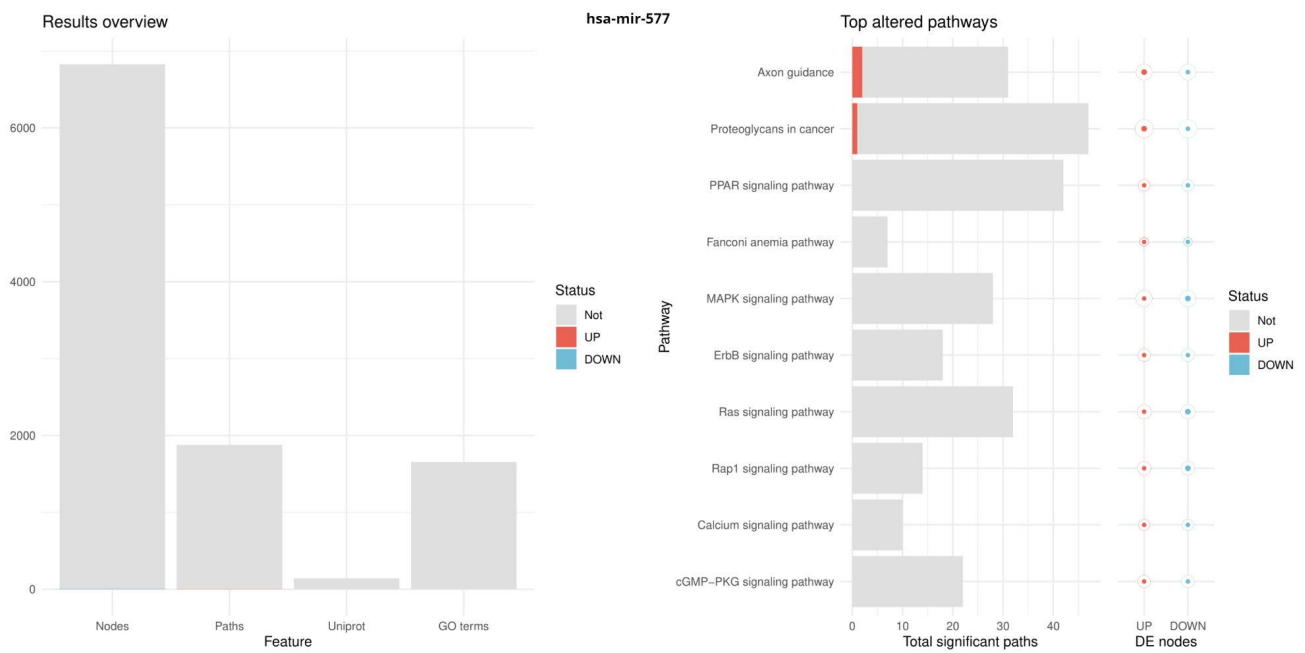 hsa-mir-577
Results overview
6000
4000
2000
0
Nodes
Paths
Uniprot
GO terms
Feature
Status
Not
UP
DOWN
Top altered pathways
Pathway
Axon guidance
Proteoglycans in cancer
PPAR signaling pathway
Fanconi anemia pathway
MAPK signaling pathway
ErbB signaling pathway
Ras signaling pathway
Rap1 signaling pathway
Calcium signaling pathway
cGMP−PKG signaling pathway
0
10
20
30
40
Total significant paths
UP
DOWN
DE nodes
Status
Not
UP
DOWN